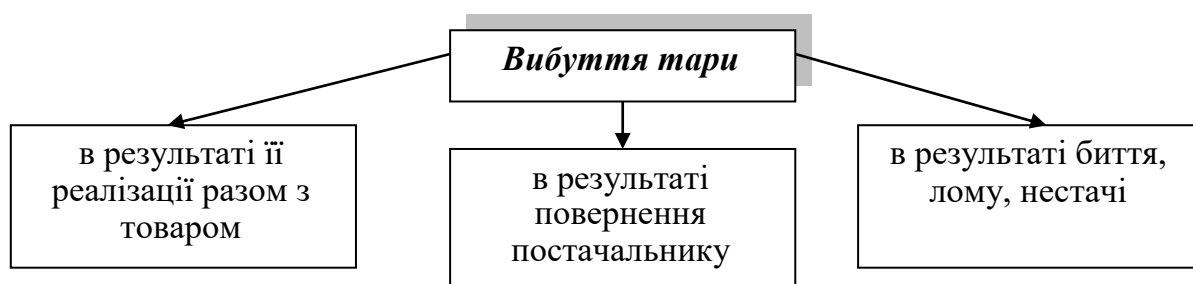 Вибуття тари
в результаті її
реалізації разом з
товаром
в результаті
повернення
постачальнику
в результаті биття,
лому, нестачі